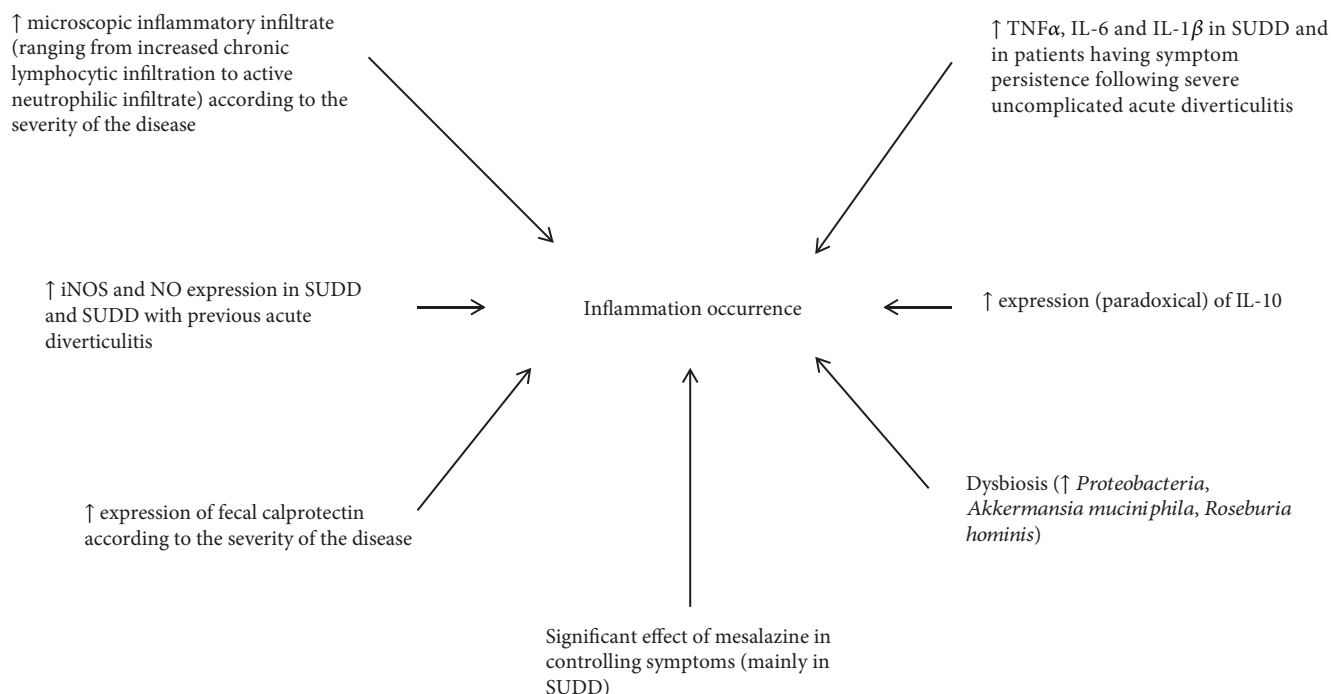 ↑ microscopic inflammatory infiltrate
(ranging from increased chronic
lymphocytic infiltration to active
neutrophilic infiltrate) according to the
severity of the disease
↑ TNFα, IL-6 and IL-1β in SUDD and
in patients having symptom
persistence following severe
uncomplicated acute diverticulitis
↑ iNOS and NO expression in SUDD
and SUDD with previous acute
diverticulitis
Inflammation occurrence
↑ expression (paradoxical) of IL-10
↑ expression of fecal calprotectin
according to the severity of the disease
Dysbiosis (↑ Proteobacteria,
Akkermansia muciniphila, Roseburia
hominis)
Significant effect of mesalazine in
controlling symptoms (mainly in
SUDD)